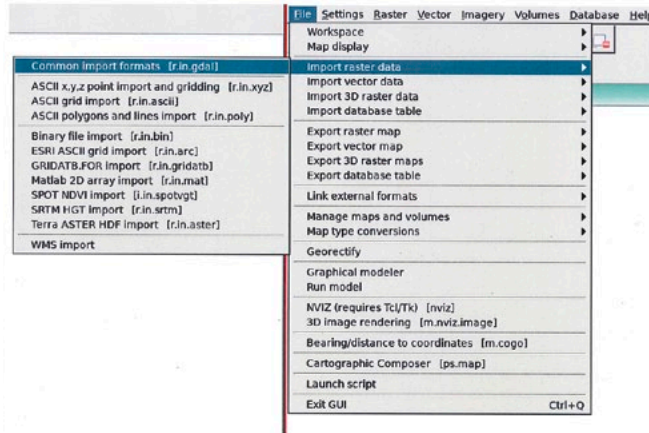 File Settings Raster Vector Imagery Volumes Database Help
Workspace
Map display
Import raster data
Import vector data
Import 3D raster data
Import database table
Export raster map
Export vector map
Export 3D raster maps
Export database table
Link external formats
Manage maps and volumes
Map type conversions
Georectify
Graphical modeler
Run model
NVIZ (requires Tcl/Tk) [nviz]
3D image rendering [m.nviz.image]
Bearing/distance to coordinates [m.cogo]
Cartographic Composer [ps.map]
Launch script
Exit GUI Ctrl+Q
Common import formats [r.in.gdal]
ASCII x,y,z point import and gridding [r.in.xyz]
ASCII grid import [r.in.ascii]
ASCII polygons and lines import [r.in.poly]
Binary file import [r.in.bin]
ESRI ASCII grid import [r.in.arc]
GRIDATB.FOR import [r.in.gridatb]
Matlab 2D array import [r.in.mat]
SPOT NDVI import [i.in.spotvgt]
SRTM HGT import [r.in.srtm]
Terra ASTER HDF import [r.in.aster]
WMS import